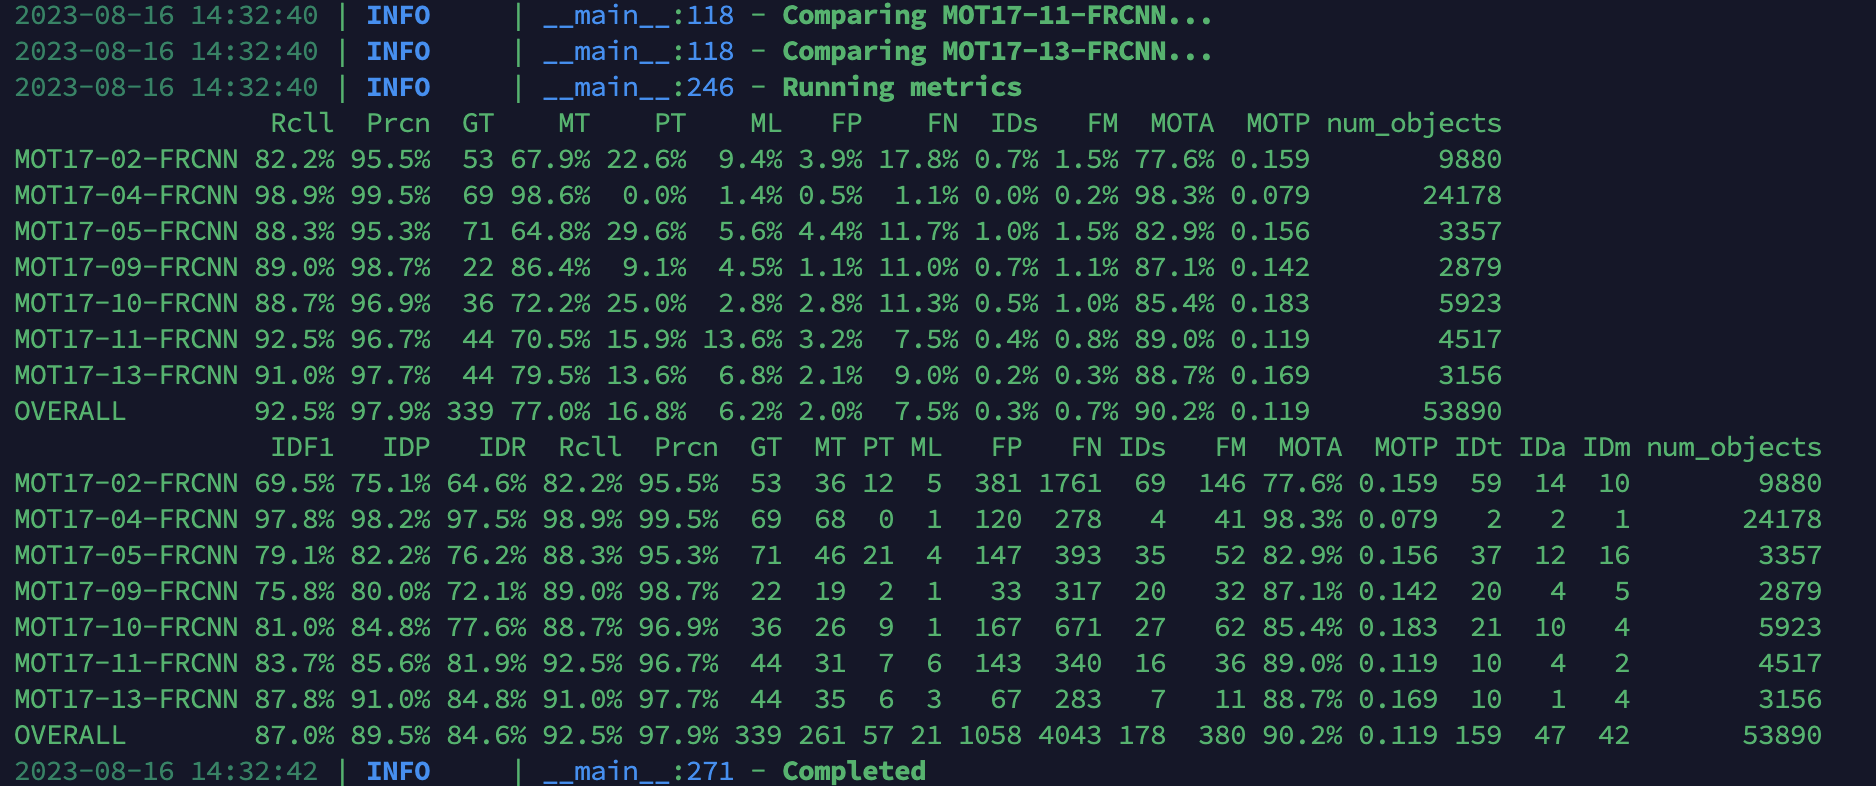 2023-08-16 14:32:40 | INFO     | __main__:118 - Comparing MOT17-11-FRCNN...
2023-08-16 14:32:40 | INFO     | __main__:118 - Comparing MOT17-13-FRCNN...
2023-08-16 14:32:40 | INFO     | __main__:246 - Running metrics
                Rcll  Prcn  GT    MT    PT    ML   FP    FN  IDs   FM  MOTA  MOTP num_objects
MOT17-02-FRCNN 82.2% 95.5%  53 67.9% 22.6%  9.4% 3.9% 17.8% 0.7% 1.5% 77.6% 0.159        9880
MOT17-04-FRCNN 98.9% 99.5%  69 98.6%  0.0%  1.4% 0.5%  1.1% 0.0% 0.2% 98.3% 0.079       24178
MOT17-05-FRCNN 88.3% 95.3%  71 64.8% 29.6%  5.6% 4.4% 11.7% 1.0% 1.5% 82.9% 0.156        3357
MOT17-09-FRCNN 89.0% 98.7%  22 86.4%  9.1%  4.5% 1.1% 11.0% 0.7% 1.1% 87.1% 0.142        2879
MOT17-10-FRCNN 88.7% 96.9%  36 72.2% 25.0%  2.8% 2.8% 11.3% 0.5% 1.0% 85.4% 0.183        5923
MOT17-11-FRCNN 92.5% 96.7%  44 70.5% 15.9% 13.6% 3.2%  7.5% 0.4% 0.8% 89.0% 0.119        4517
MOT17-13-FRCNN 91.0% 97.7%  44 79.5% 13.6%  6.8% 2.1%  9.0% 0.2% 0.3% 88.7% 0.169        3156
OVERALL        92.5% 97.9% 339 77.0% 16.8%  6.2% 2.0%  7.5% 0.3% 0.7% 90.2% 0.119       53890
                IDF1   IDP   IDR  Rcll  Prcn  GT  MT PT ML   FP   FN IDs   FM  MOTA  MOTP IDt IDa IDm num_objects
MOT17-02-FRCNN 69.5% 75.1% 64.6% 82.2% 95.5%  53  36 12  5  381 1761  69  146 77.6% 0.159  59  14  10        9880
MOT17-04-FRCNN 97.8% 98.2% 97.5% 98.9% 99.5%  69  68  0  1  120  278   4   41 98.3% 0.079   2   2   1       24178
MOT17-05-FRCNN 79.1% 82.2% 76.2% 88.3% 95.3%  71  46 21  4  147  393  35   52 82.9% 0.156  37  12  16        3357
MOT17-09-FRCNN 75.8% 80.0% 72.1% 89.0% 98.7%  22  19  2  1   33  317  20   32 87.1% 0.142  20   4   5        2879
MOT17-10-FRCNN 81.0% 84.8% 77.6% 88.7% 96.9%  36  26  9  1  167  671  27   62 85.4% 0.183  21  10   4        5923
MOT17-11-FRCNN 83.7% 85.6% 81.9% 92.5% 96.7%  44  31  7  6  143  340  16   36 89.0% 0.119  10   4   2        4517
MOT17-13-FRCNN 87.8% 91.0% 84.8% 91.0% 97.7%  44  35  6  3   67  283   7   11 88.7% 0.169  10   1   4        3156
OVERALL        87.0% 89.5% 84.6% 92.5% 97.9% 339 261 57 21 1058 4043 178  380 90.2% 0.119 159  47  42       53890
2023-08-16 14:32:42 | INFO     | __main__:271 - Completed